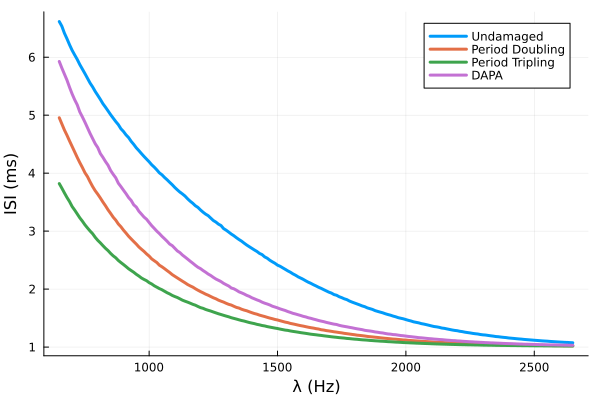 Undamaged
Period Doubling
Period Tripling
DAPA
6
5
4
3
2
1
ISI (ms)
1000 1500 2000 2500
λ (Hz)